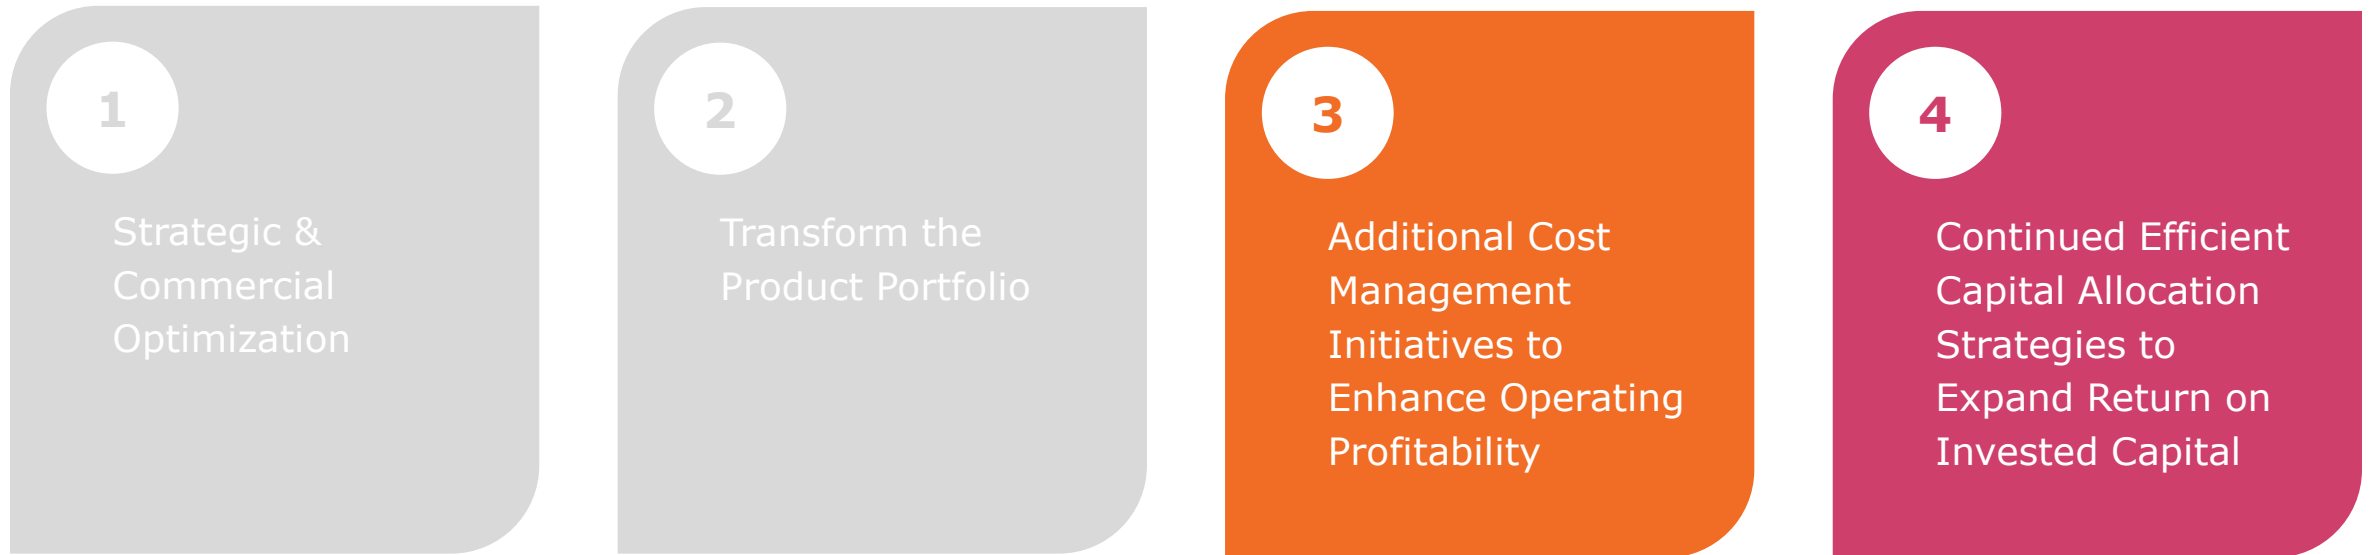 1
Strategic &
Commercial
Optimization
2
Transform the
Product Portfolio
3
Additional Cost
Management
Initiatives to
Enhance Operating
Profitability
4
Continued Efficient
Capital Allocation
Strategies to
Expand Return on
Invested Capital